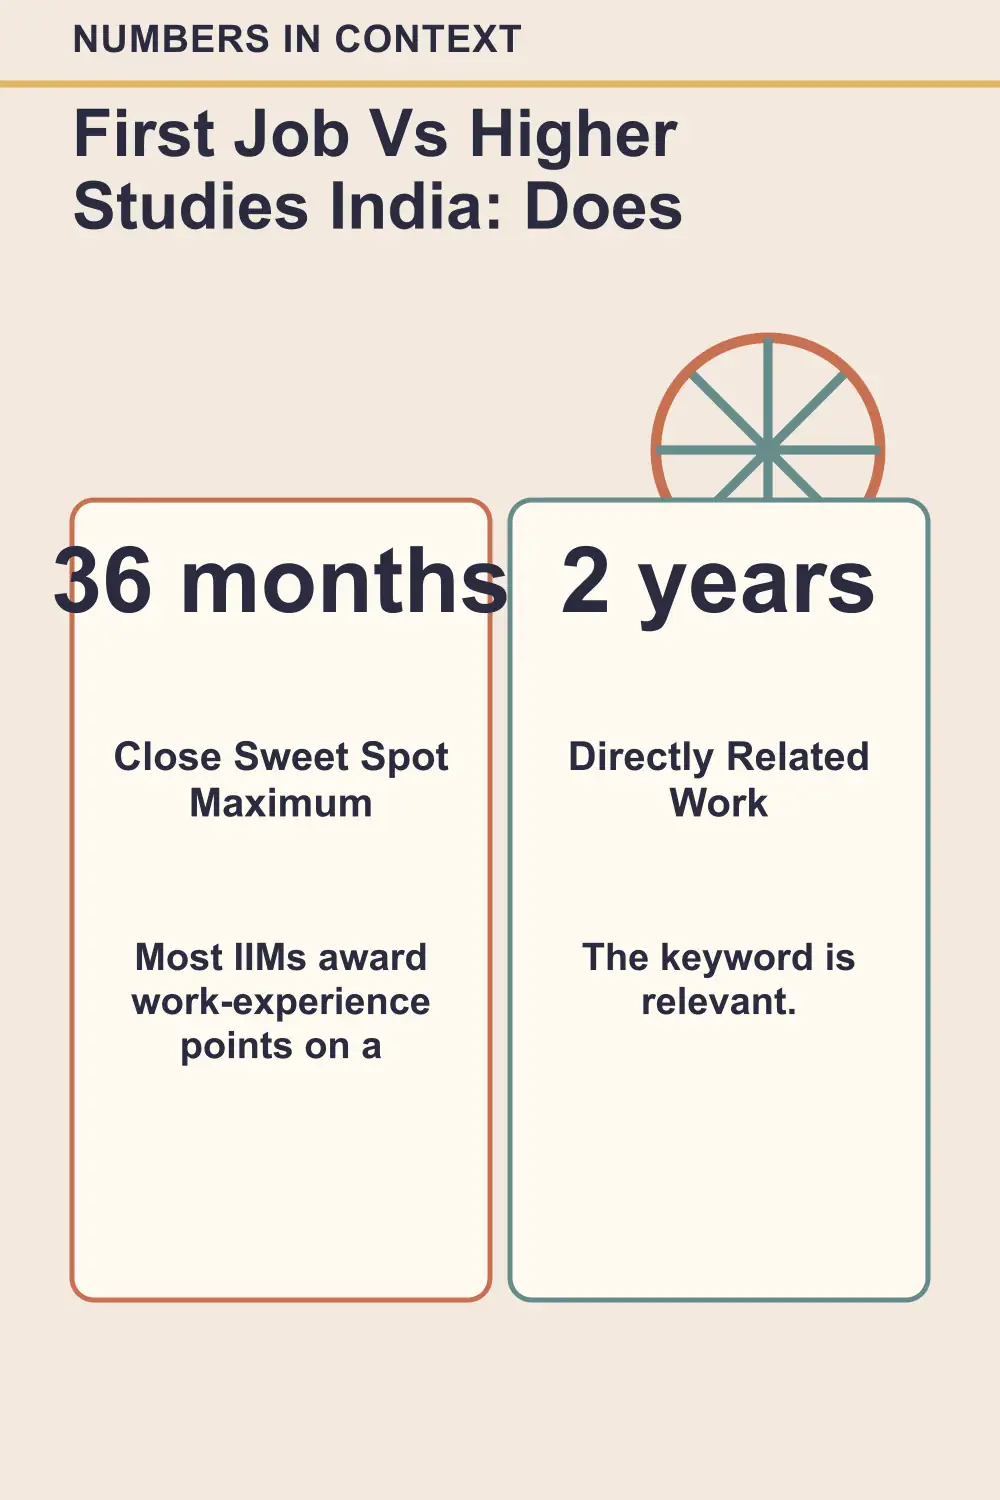 NUMBERS IN CONTEXT
First Job Vs Higher
Studies India: Does
36 months
Close Sweet Spot
Maximum
Most IIMs award
work-experience
points on a
2 years
Directly Related
Work
The keyword is
relevant.